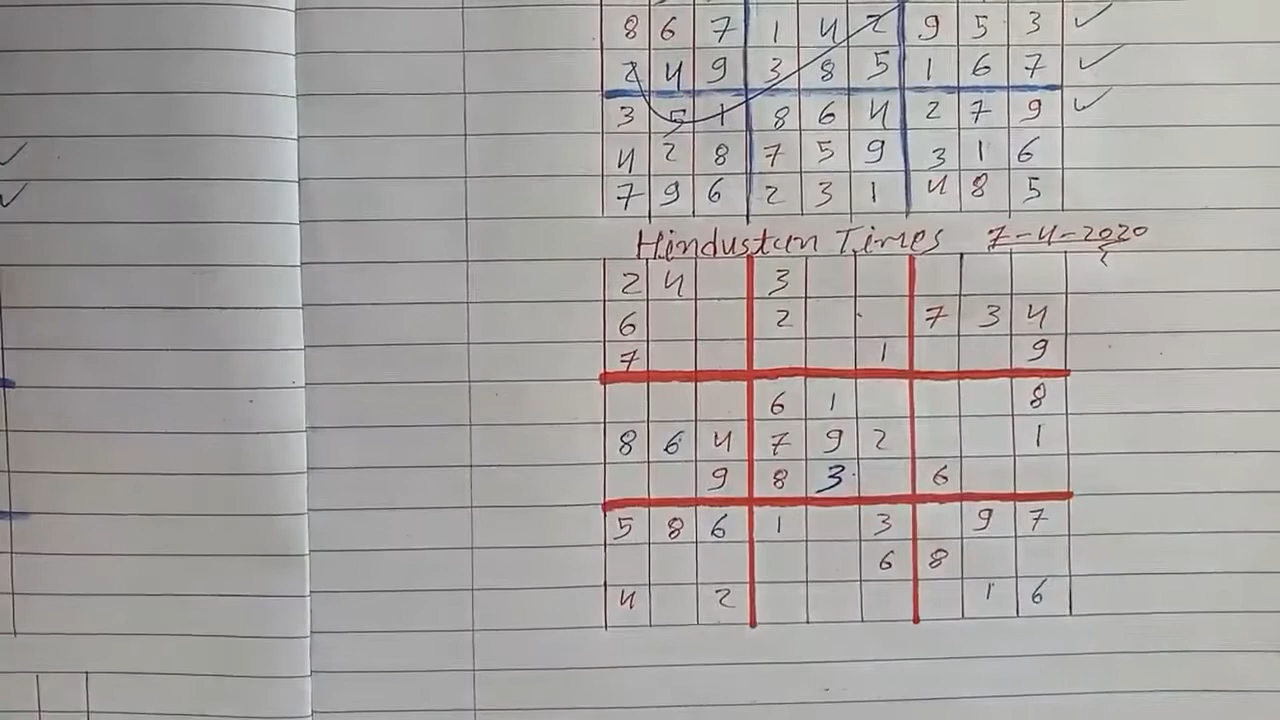 8 6 7 1 4 2 9 5 3
2 4 9 3 8 5 1 6 7
3 5 1 8 6 4 2 7 9
4 2 8 7 5 9 3 1 6
7 9 6 2 3 1 4 8 5
Hindustan Times 7-4-2020
2 4 3
6 2 7 3 4
7 1 9
6 1 8
8 6 4 7 9 2 1
9 8 3 6
5 8 6 1 3 9 7
6 8
4 2 1 6